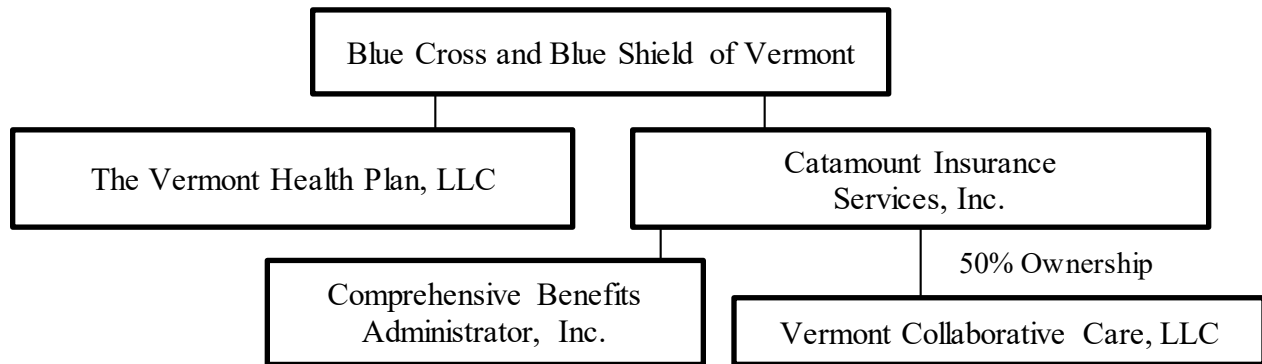 Blue Cross and Blue Shield of Vermont
The Vermont Health Plan, LLC
Catamount Insurance
Services, Inc.
50% Ownership
Comprehensive Benefits
Administrator, Inc.
Vermont Collaborative Care, LLC